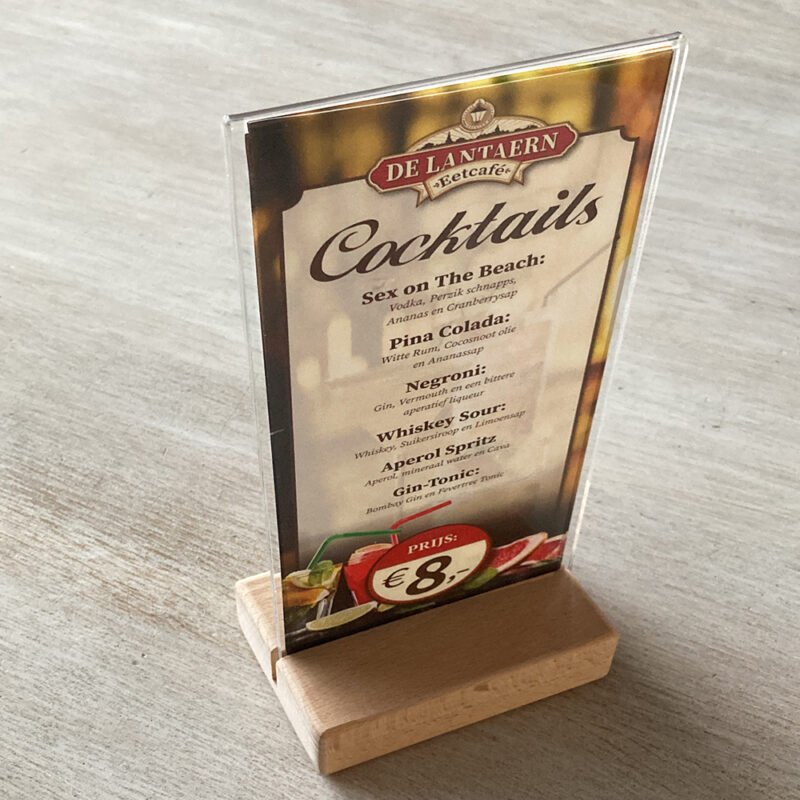 DE LANTAERN
Eetcafé
Cocktails
Sex on The Beach:
Vodka, Perzik schnapps,
Ananas en Cranberrysap
Pina Colada:
Witte Rum, Cocosnoot olie
en Ananassap
Negroni:
Gin, Vermouth en een bittere
aperatief liqueur
Whiskey Sour:
Whiskey, Suikersiroop en Limoensap
Aperol Spritz
Aperol, mineraal water en Cava
Gin-Tonic:
Bombay Gin en Fevertree Tonic
PRIJS:
€8,-